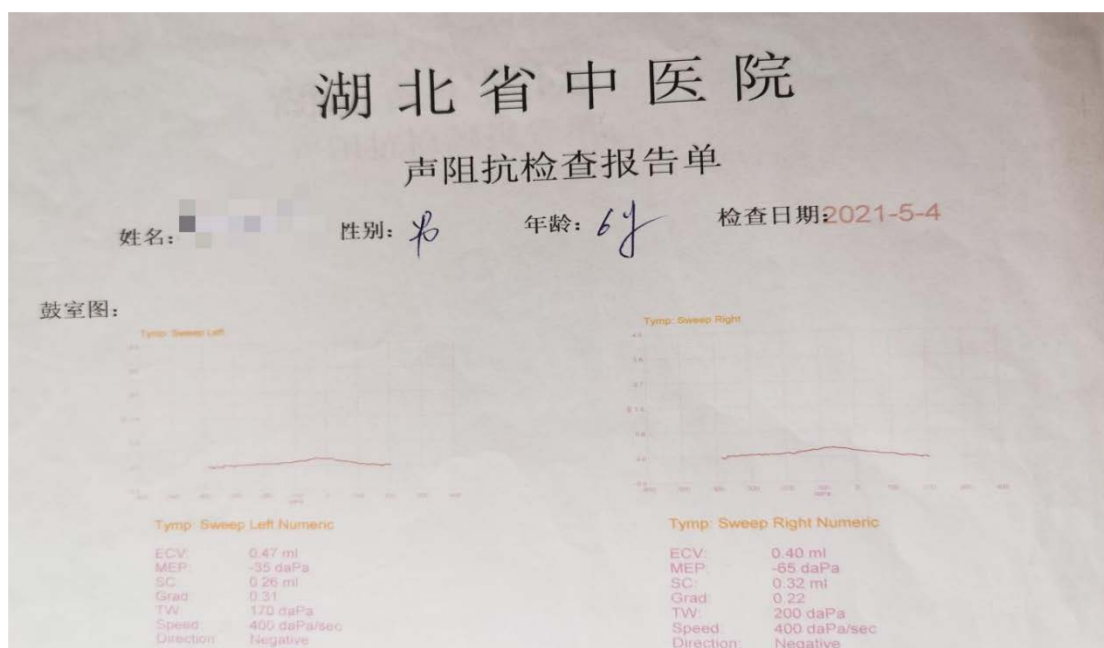 湖北省中医院
声阻抗检查报告单
姓名： 性别：男 年龄：6y 检查日期：2021-5-4
鼓室图：
Tymp: Sweep Left
Tymp: Sweep Right
Tymp: Sweep Left Numeric
ECV: 0.47 ml
MEP: -35 daPa
SC: 0.26 ml
Grad: 0.31
TW: 170 daPa
Speed: 400 daPa/sec
Direction: Negative
Tymp: Sweep Right Numeric
ECV: 0.40 ml
MEP: -65 daPa
SC: 0.32 ml
Grad: 0.22
TW: 200 daPa
Speed: 400 daPa/sec
Direction: Negative